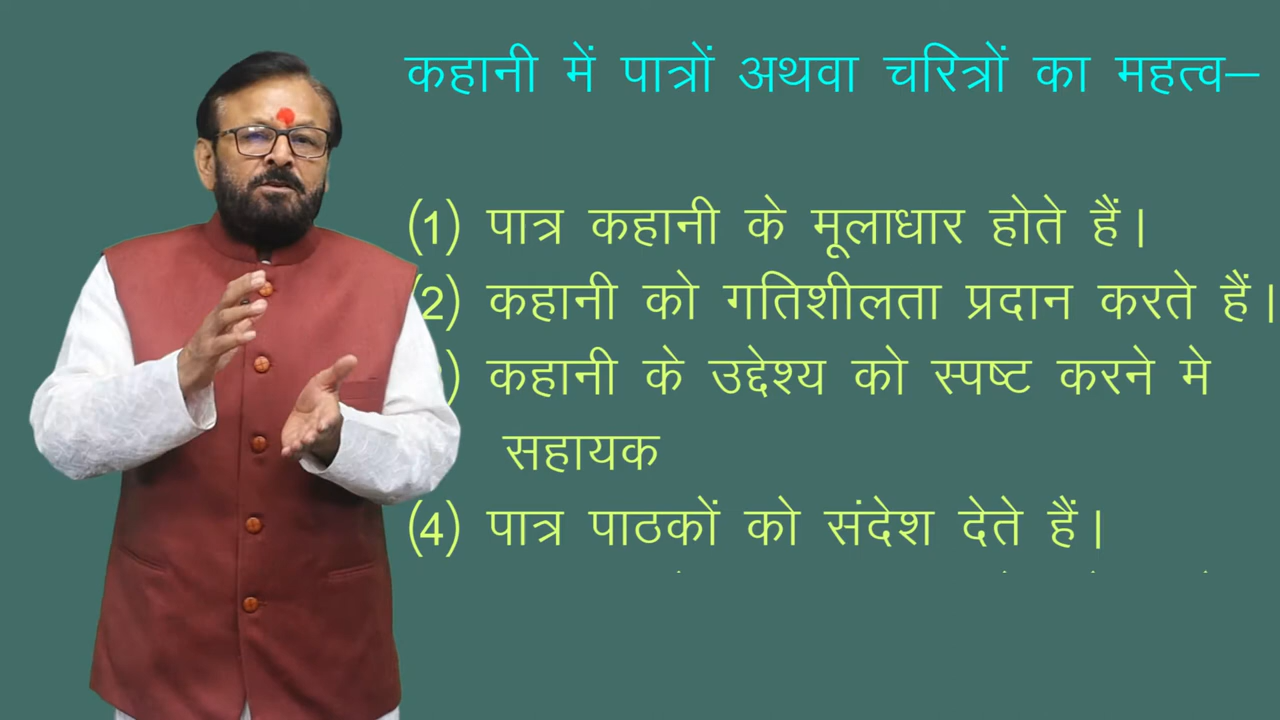 कहानी में पात्रों अथवा चरित्रों का महत्व–
(1) पात्र कहानी के मूलाधार होते हैं।
2) कहानी को गतिशीलता प्रदान करते हैं।
) कहानी के उद्देश्य को स्पष्ट करने मे
सहायक
(4) पात्र पाठकों को संदेश देते हैं।